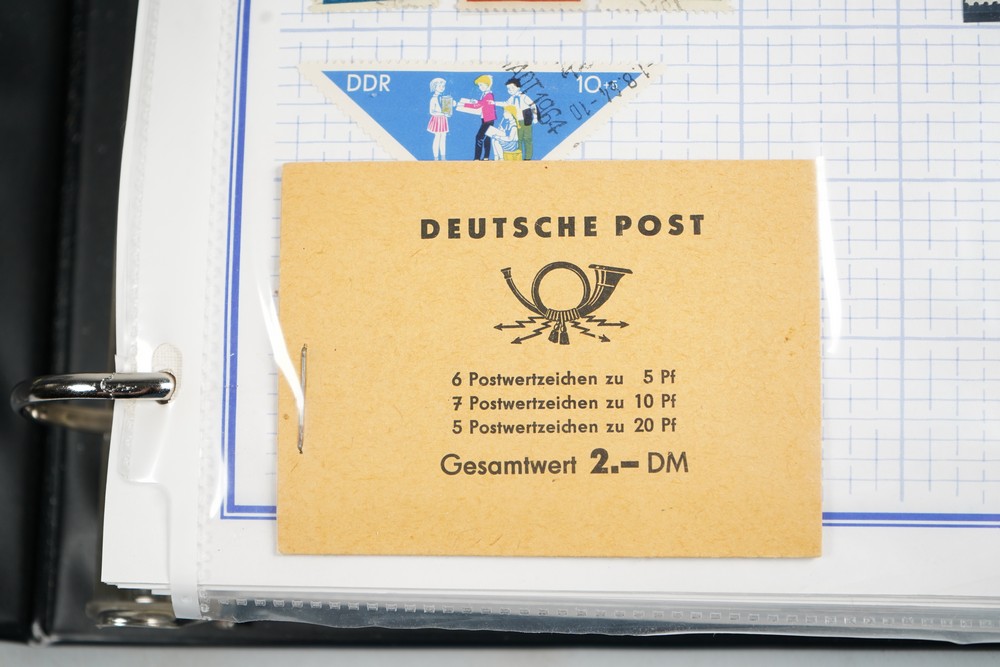 DDR 10+5
1964
DEUTSCHE POST
6 Postwertzeichen zu 5 Pf
7 Postwertzeichen zu 10 Pf
5 Postwertzeichen zu 20 Pf
Gesamtwert 2.– DM